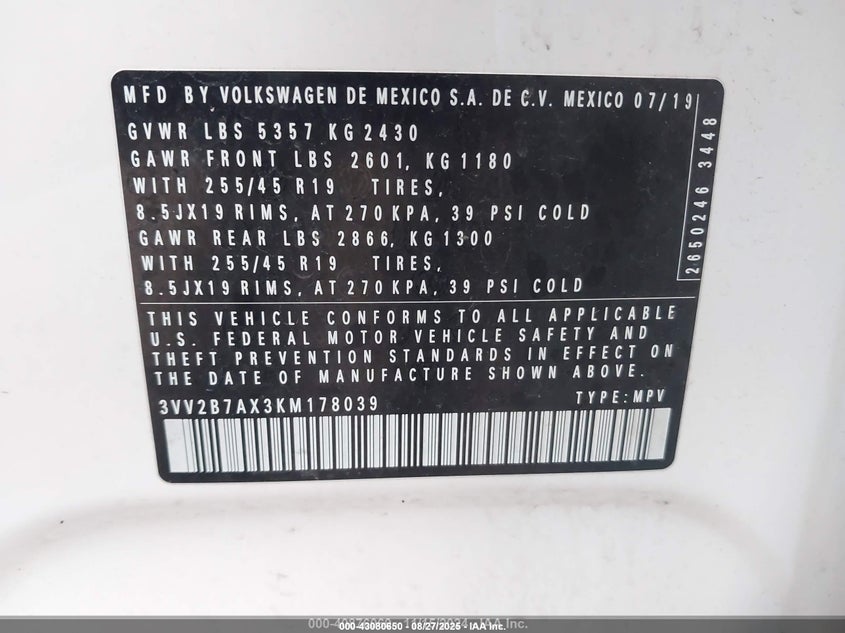 MFD BY VOLKSWAGEN DE MEXICO S.A. DE C.V. MEXICO 07/19
GVWR LBS 5357 KG 2430
GAWR FRONT LBS 2601, KG 1180
WITH 255/45 R19 TIRES,
8.5JX19 RIMS, AT 270 KPA, 39 PSI COLD
GAWR REAR LBS 2866, KG 1300
WITH 255/45 R19 TIRES,
8.5JX19 RIMS, AT 270 KPA, 39 PSI COLD
2650246 3448
THIS VEHICLE CONFORMS TO ALL APPLICABLE
U.S. FEDERAL MOTOR VEHICLE SAFETY AND
THEFT PREVENTION STANDARDS IN EFFECT ON
THE DATE OF MANUFACTURE SHOWN ABOVE.
3VV2B7AX3KM178039 TYPE: MPV
000-43080650 - 08/27/2025 - IAAI.com